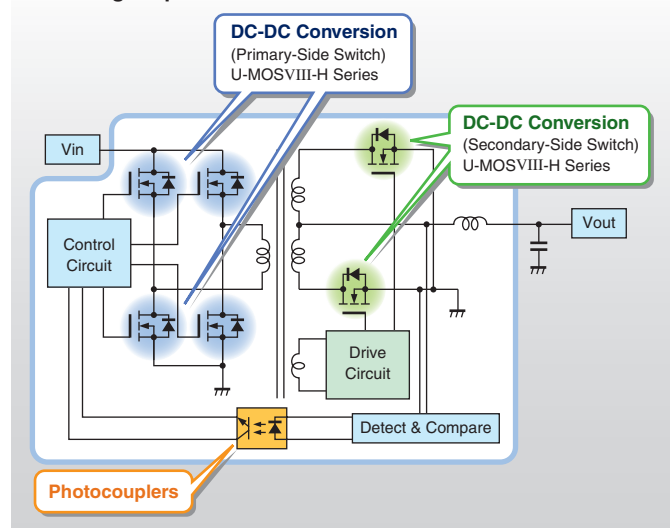 DC-DC Conversion
(Primary-Side Switch)
U-MOSVIII-H Series
DC-DC Conversion
(Secondary-Side Switch)
U-MOSVIII-H Series
Vin
Vout
Control
Circuit
Drive
Circuit
Detect & Compare
Photocouplers